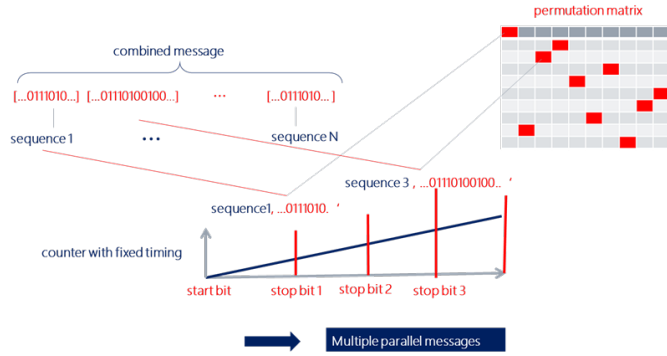 permutation matrix
combined message
[...0111010...] [...01110100100...] ... [...0111010... ]
sequence 1 ... sequence N
sequence 3 , ...01110100100.. ‘
sequence1, ...0111010. ‘
counter with fixed timing
start bit stop bit 1 stop bit 2 stop bit 3
Multiple parallel messages